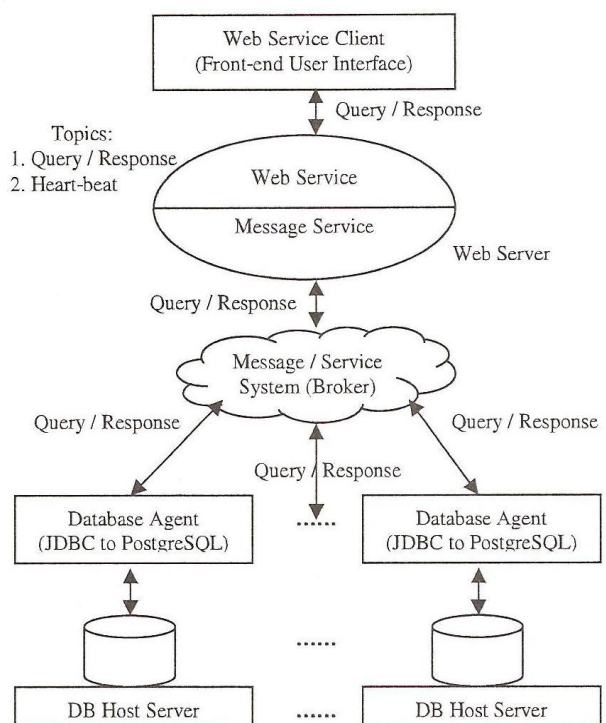 Web Service Client
(Front-end User Interface)
Query / Response
Topics:
1. Query / Response
2. Heart-beat
Web Service
Message Service
Web Server
Query / Response
Message / Service
System (Broker)
Query / Response
Query / Response
Query / Response
Database Agent
(JDBC to PostgreSQL)
......
Database Agent
(JDBC to PostgreSQL)
......
DB Host Server
......
DB Host Server